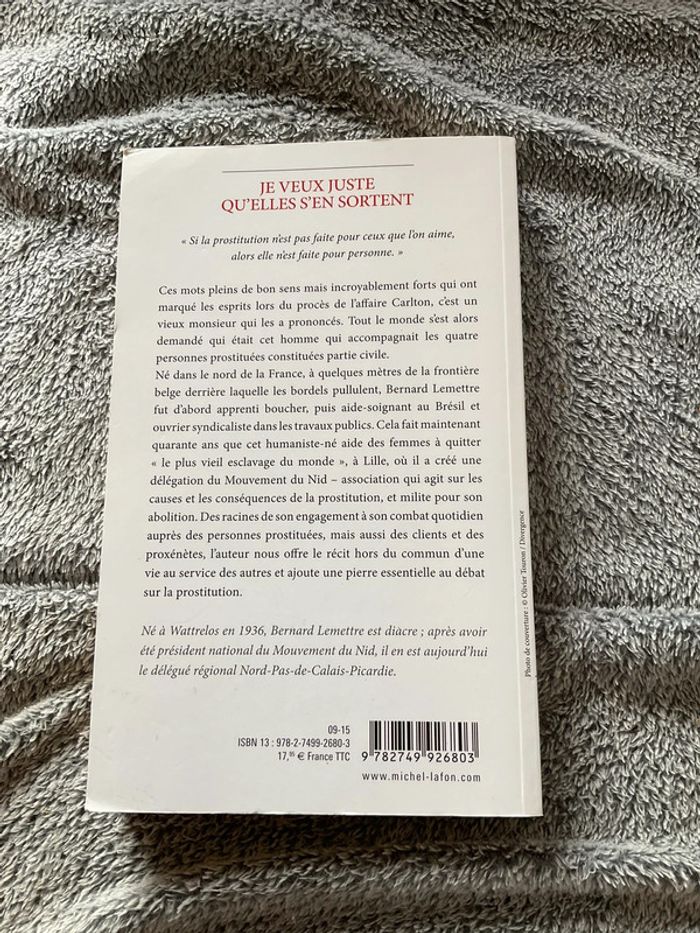 JE VEUX JUSTE
QU'ELLES S'EN SORTENT
« Si la prostitution n'est pas faite pour ceux que l'on aime,
alors elle n'est faite pour personne. »
Ces mots pleins de bon sens mais incroyablement forts qui ont
marqué les esprits lors du procès de l'affaire Carlton, c'est un
vieux monsieur qui les a prononcés. Tout le monde s'est alors
demandé qui était cet homme qui accompagnait les quatre
personnes prostituées constituées partie civile.
Né dans le nord de la France, à quelques mètres de la frontière
belge derrière laquelle les bordels pullulent, Bernard Lemettre
fut d'abord apprenti boucher, puis aide-soignant au Brésil et
ouvrier syndicaliste dans les travaux publics. Cela fait maintenant
quarante ans que cet humaniste-né aide des femmes à quitter
« le plus vieil esclavage du monde », à Lille, où il a créé une
délégation du Mouvement du Nid – association qui agit sur les
causes et les conséquences de la prostitution, et milite pour son
abolition. Des racines de son engagement à son combat quotidien
auprès des personnes prostituées, mais aussi des clients et des
proxénètes, l'auteur nous offre le récit hors du commun d'une
vie au service des autres et ajoute une pierre essentielle au débat
sur la prostitution.
Né à Wattrelos en 1936, Bernard Lemettre est diacre ; après avoir
été président national du Mouvement du Nid, il en est aujourd'hui
le délégué régional Nord-Pas-de-Calais-Picardie.
Photo de couverture : © Olivier Touron / Divergence
09-15
ISBN 13 : 978-2-7499-2680-3
17,95 € France TTC
9 782749 926803
www.michel-lafon.com